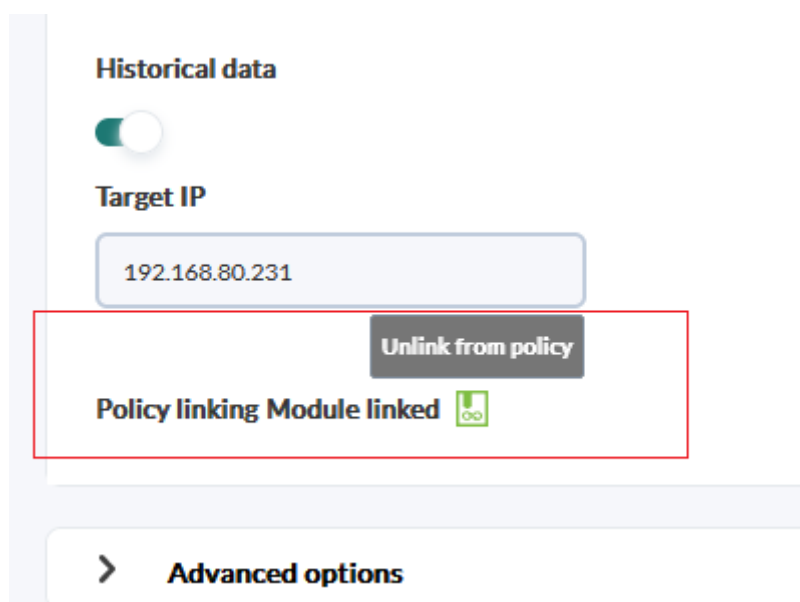 Historical data
Target IP
192.168.80.231
Unlink from policy
Policy linking Module linked
Advanced options